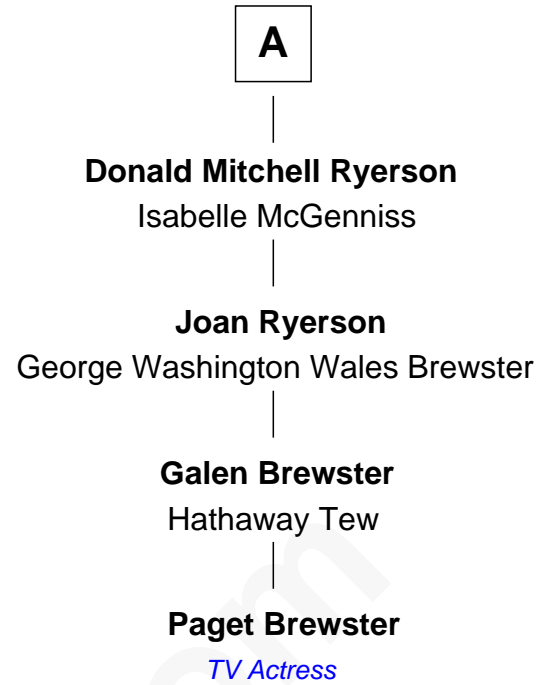 A
Donald Mitchell Ryerson
Isabelle McGenniss
Joan Ryerson
George Washington Wales Brewster
Galen Brewster
Hathaway Tew
Paget Brewster
TV Actress